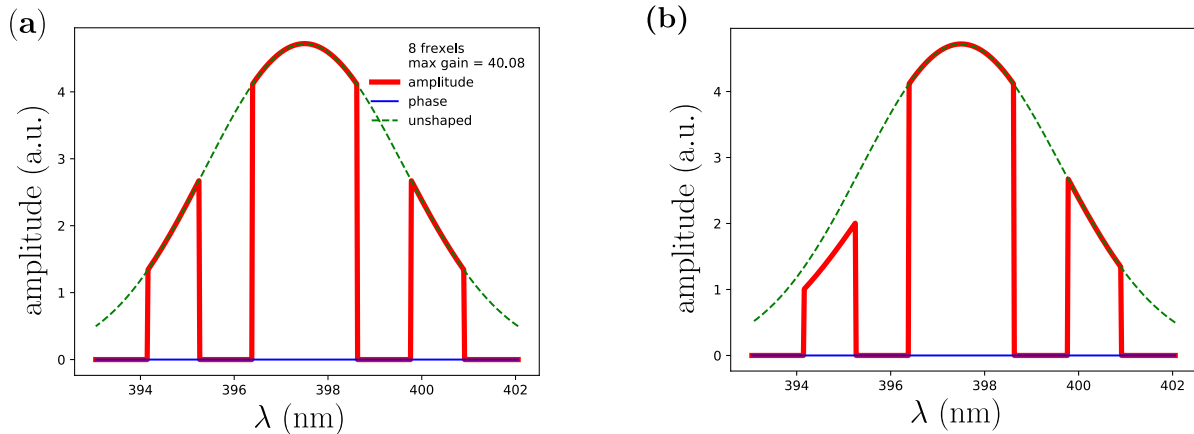 (a)
8 frexels
max gain = 40.08
amplitude
phase
unshaped
amplitude (a.u.)
4
3
2
1
0
394 396 398 400 402
λ (nm)
(b)
amplitude (a.u.)
4
3
2
1
0
394 396 398 400 402
λ (nm)